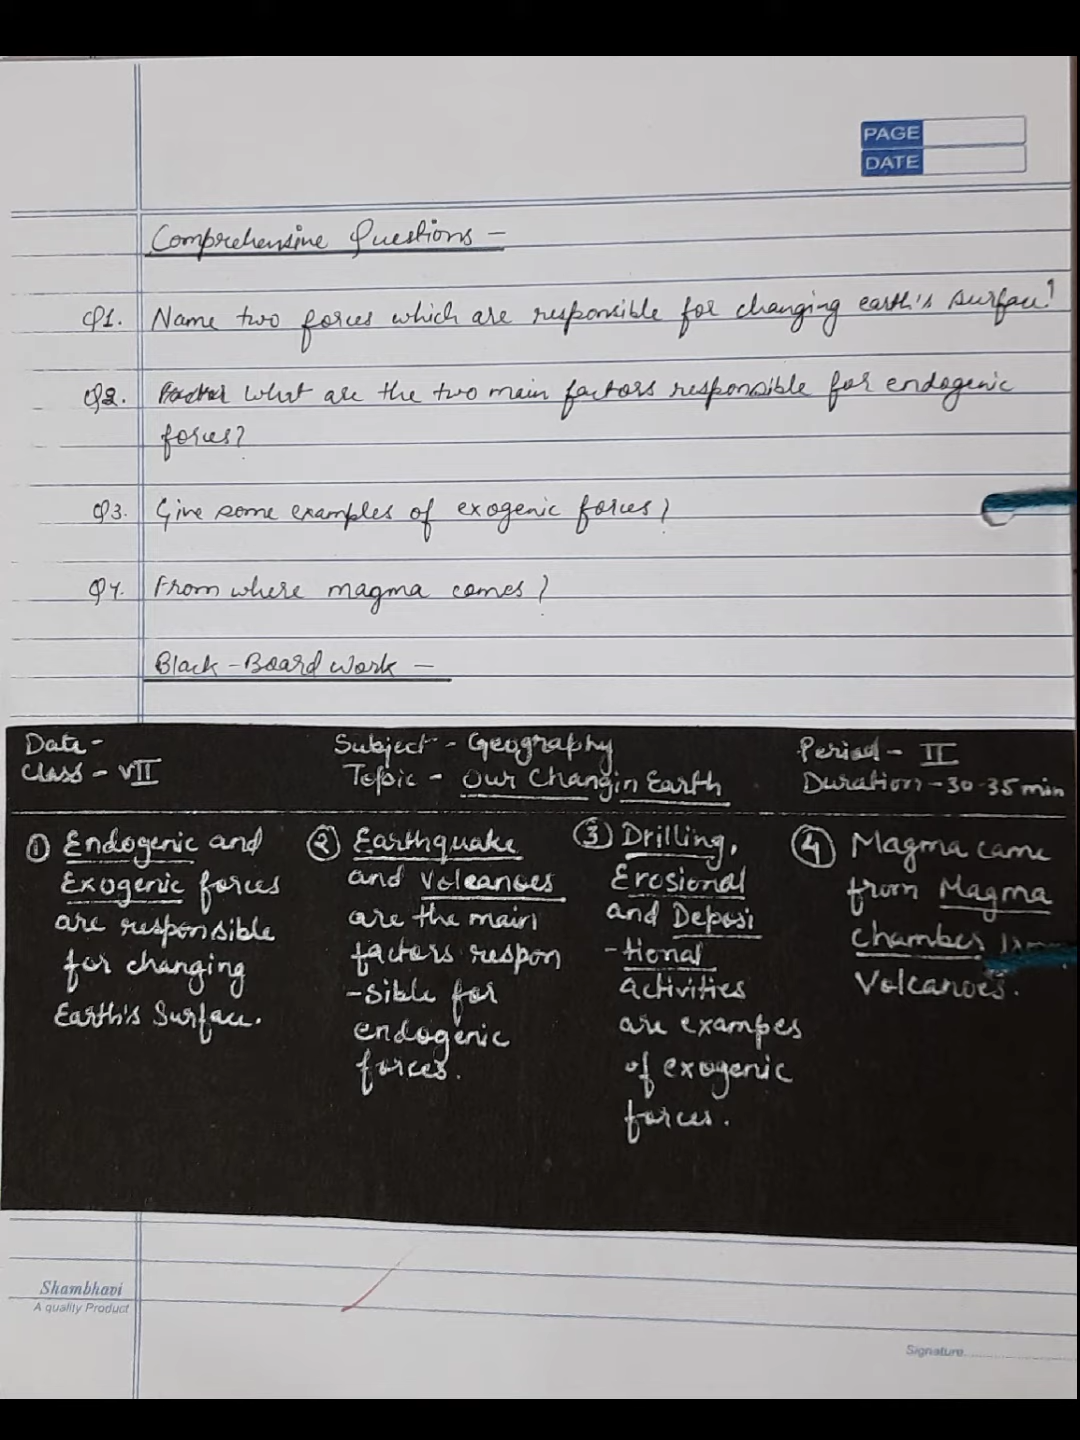 PAGE
DATE
Comprehensine Questions -
Q1. Name two forces which are responsible for changing earth's surface?
Q2. what are the two main factors responsible for endogenic
forces?
Q3. Give some examples of exogenic forces?
Q4. From where magma comes?
Black-Board work -
Date -
Class - VII
Subject - Geography
Topic - Our Changin Earth
Period - II
Duration - 30-35 min
① Endogenic and
Exogenic forces
are responsible
for changing
Earth's Surface.
② Earthquake
and Volcanoes
are the main
factors respon
-sible for
endogenic
forces.
③ Drilling,
Erosional
and Deposi
-tional
activities
are exampes
of exogenic
forces.
④ Magma came
from Magma
chamber
Volcanoes.
Shambhavi
A quality Product
Signature